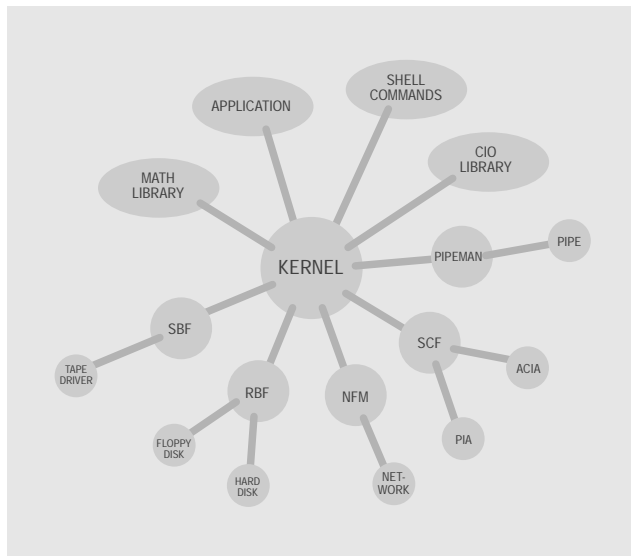 SHELL
COMMANDS
APPLICATION
CIO
LIBRARY
MATH
LIBRARY
KERNEL
PIPEMAN
PIPE
SBF
SCF
TAPE
DRIVER
RBF
NFM
ACIA
FLOPPY
DISK
PIA
HARD
DISK
NET-
WORK